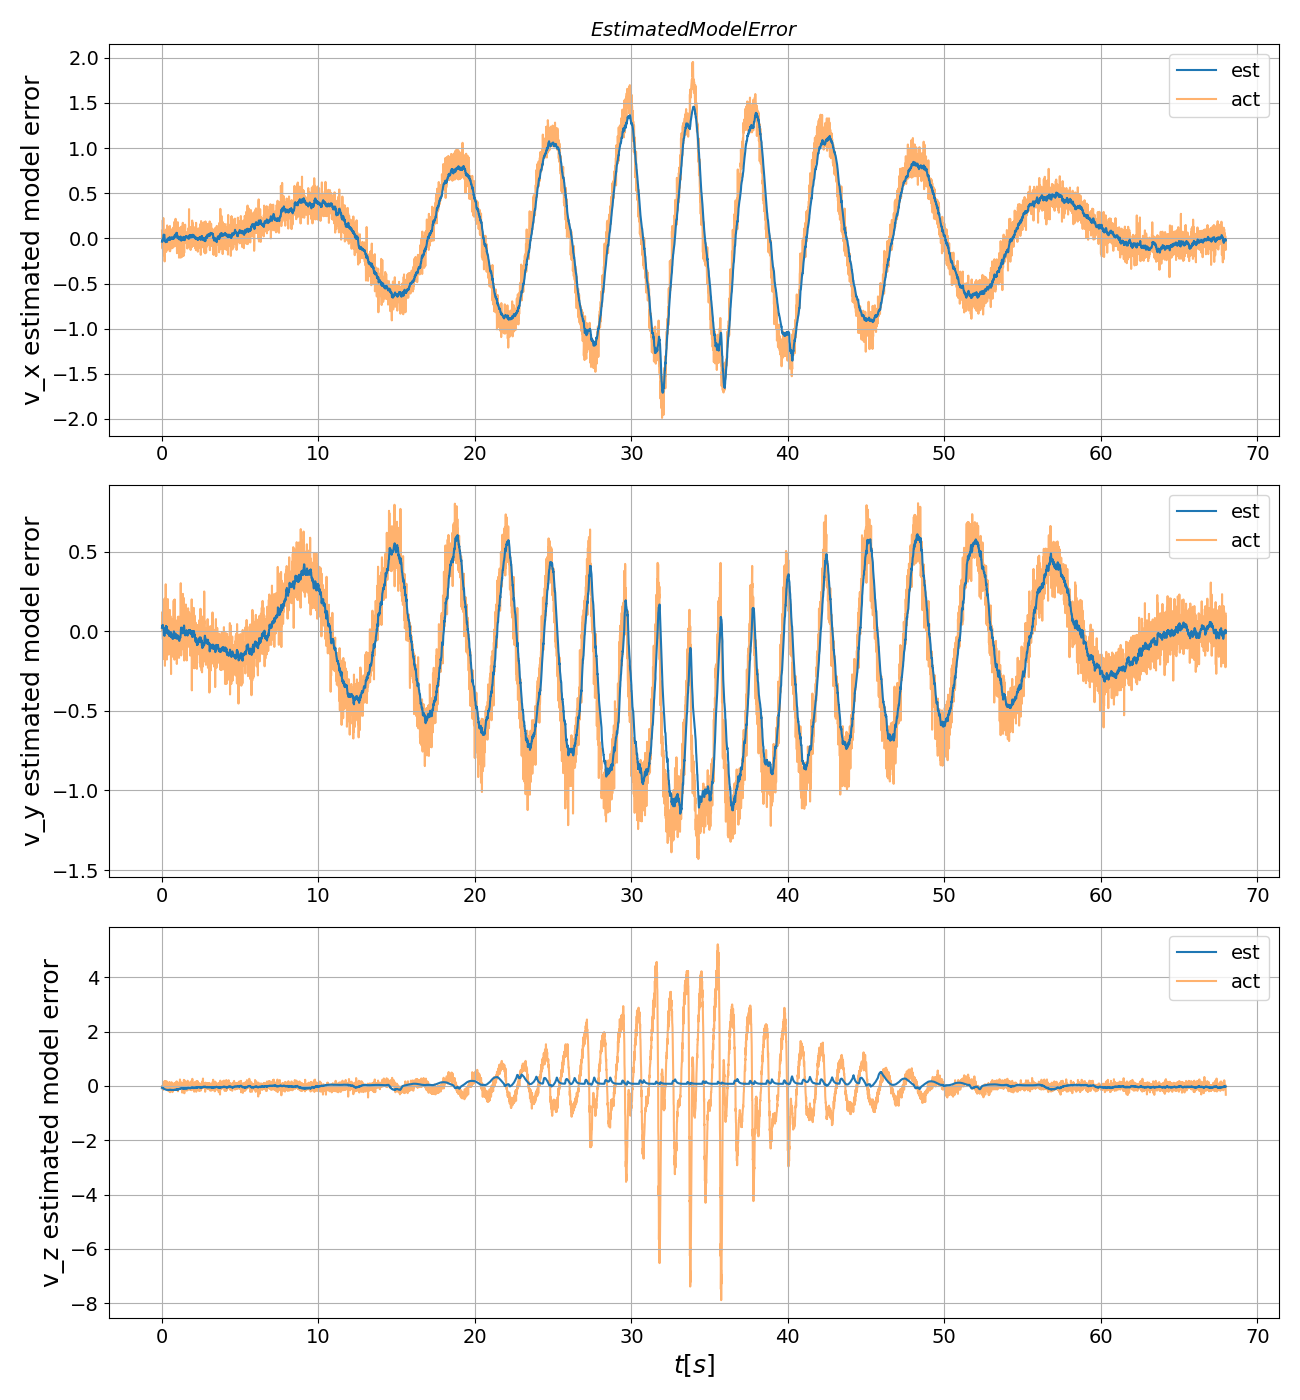 EstimatedModelError
v_x estimated model error
2.0
1.5
1.0
0.5
0.0
−0.5
−1.0
−1.5
−2.0
est
act
0 10 20 30 40 50 60 70
v_y estimated model error
0.5
0.0
−0.5
−1.0
−1.5
est
act
0 10 20 30 40 50 60 70
v_z estimated model error
4
2
0
−2
−4
−6
−8
est
act
0 10 20 30 40 50 60 70
t[s]